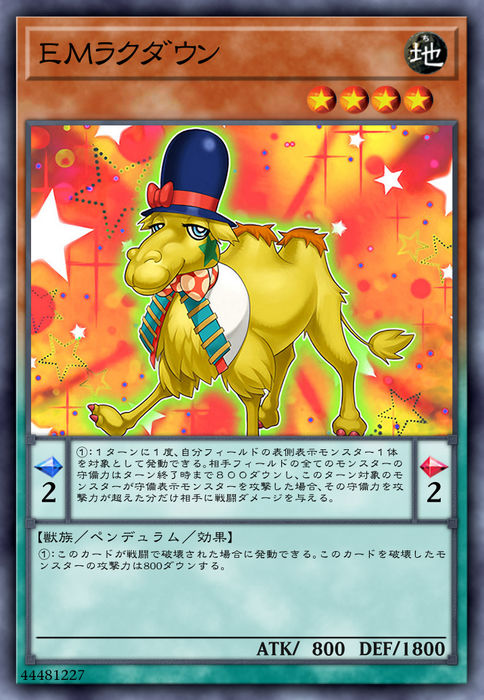 EMラクダウン
ち
地
①:1ターンに1度、自分フィールドの表側表示モンスター1体
を対象として発動できる。相手フィールドの全てのモンスターの
守備力はターン終了時まで800ダウンし、このターン対象のモ
ンスターが守備表示モンスターを攻撃した場合、その守備力を攻
撃力が超えた分だけ相手に戦闘ダメージを与える。
2
2
【獣族/ペンデュラム/効果】
①:このカードが戦闘で破壊された場合に発動できる。このカードを破壊したモ
ンスターの攻撃力は800ダウンする。
ATK/ 800 DEF/1800
44481227